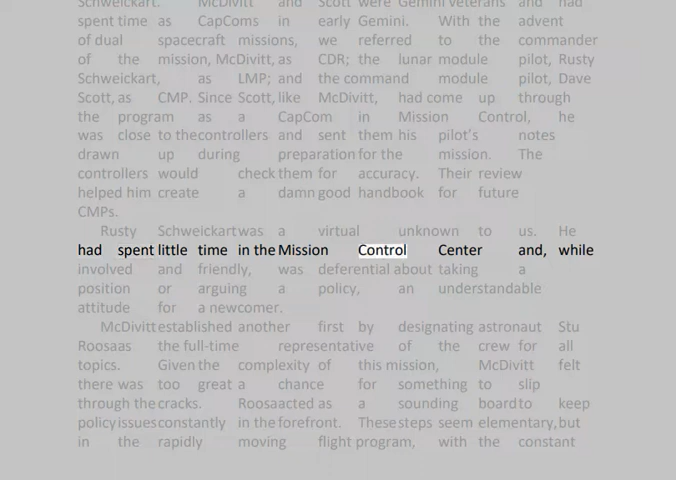 Schweickart. McDivitt and Scott were Gemini veterans and had
spent time as CapComs in early Gemini. With the advent
of dual spacecraft missions, we referred to the commander
of the mission, McDivitt, as CDR; the lunar module pilot, Rusty
Schweickart, as LMP; and the command module pilot, Dave
Scott, as CMP. Since Scott, like McDivitt, had come up through
the program as a CapCom in Mission Control, he
was close to the controllers and sent them his pilot's notes
drawn up during preparation for the mission. The
controllers would check them for accuracy. Their review
helped him create a damn good handbook for future
CMPs.
Rusty Schweickart was a virtual unknown to us. He
had spent little time in the Mission Control Center and, while
involved and friendly, was deferential about taking a
position or arguing a policy, an understandable
attitude for a newcomer.
McDivitt established another first by designating astronaut Stu
Roosa as the full-time representative of the crew for all
topics. Given the complexity of this mission, McDivitt felt
there was too great a chance for something to slip
through the cracks. Roosa acted as a sounding board to keep
policy issues constantly in the forefront. These steps seem elementary, but
in the rapidly moving flight program, with the constant